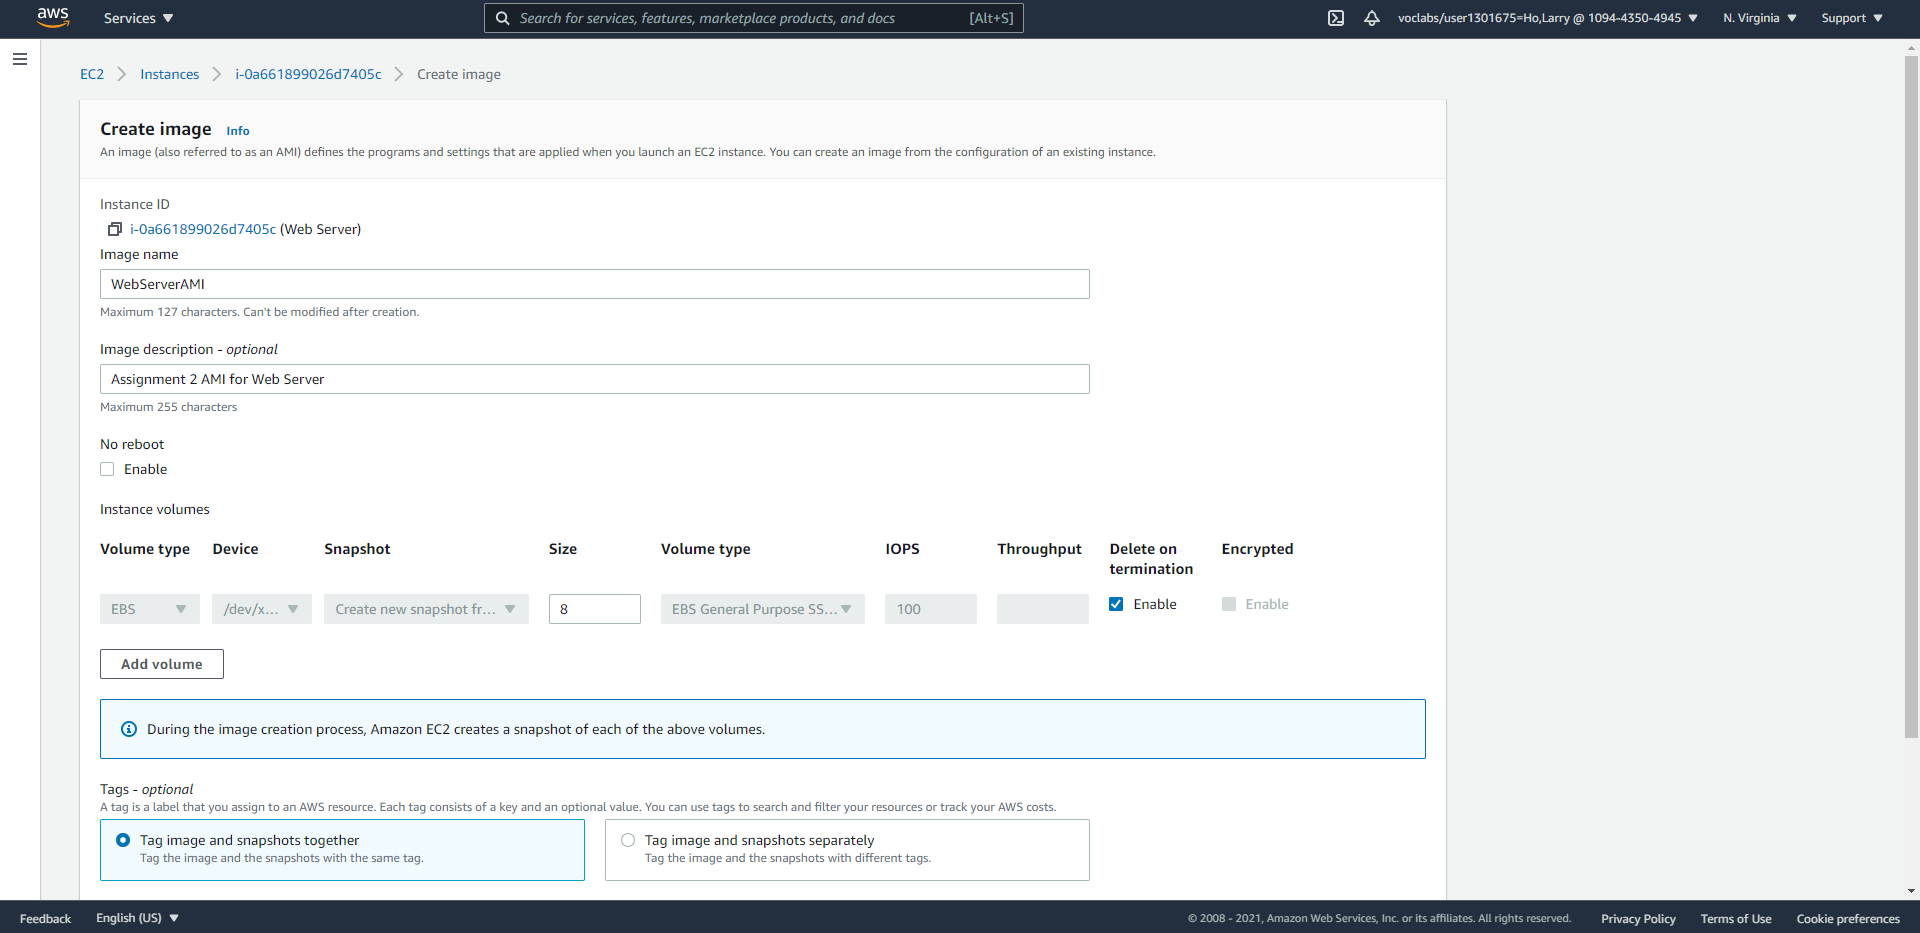 aws Services Search for services, features, marketplace products, and docs [Alt+S] voclabs/user1301675=Ho,Larry @ 1094-4350-4945 N. Virginia Support
EC2 Instances i-0a661899026d7405c Create image
Create image Info
An image (also referred to as an AMI) defines the programs and settings that are applied when you launch an EC2 instance. You can create an image from the configuration of an existing instance.
Instance ID
i-0a661899026d7405c (Web Server)
Image name
WebServerAMI
Maximum 127 characters. Can't be modified after creation.
Image description - optional
Assignment 2 AMI for Web Server
Maximum 255 characters
No reboot
Enable
Instance volumes
Volume type Device Snapshot Size Volume type IOPS Throughput Delete on termination Encrypted
EBS /dev/x... Create new snapshot fr... 8 EBS General Purpose SS... 100 Enable Enable
Add volume
During the image creation process, Amazon EC2 creates a snapshot of each of the above volumes.
Tags - optional
A tag is a label that you assign to an AWS resource. Each tag consists of a key and an optional value. You can use tags to search and filter your resources or track your AWS costs.
Tag image and snapshots together Tag image and snapshots separately
Tag the image and the snapshots with the same tag. Tag the image and the snapshots with different tags.
Feedback English (US) © 2008 - 2021, Amazon Web Services, Inc. or its affiliates. All rights reserved. Privacy Policy Terms of Use Cookie preferences